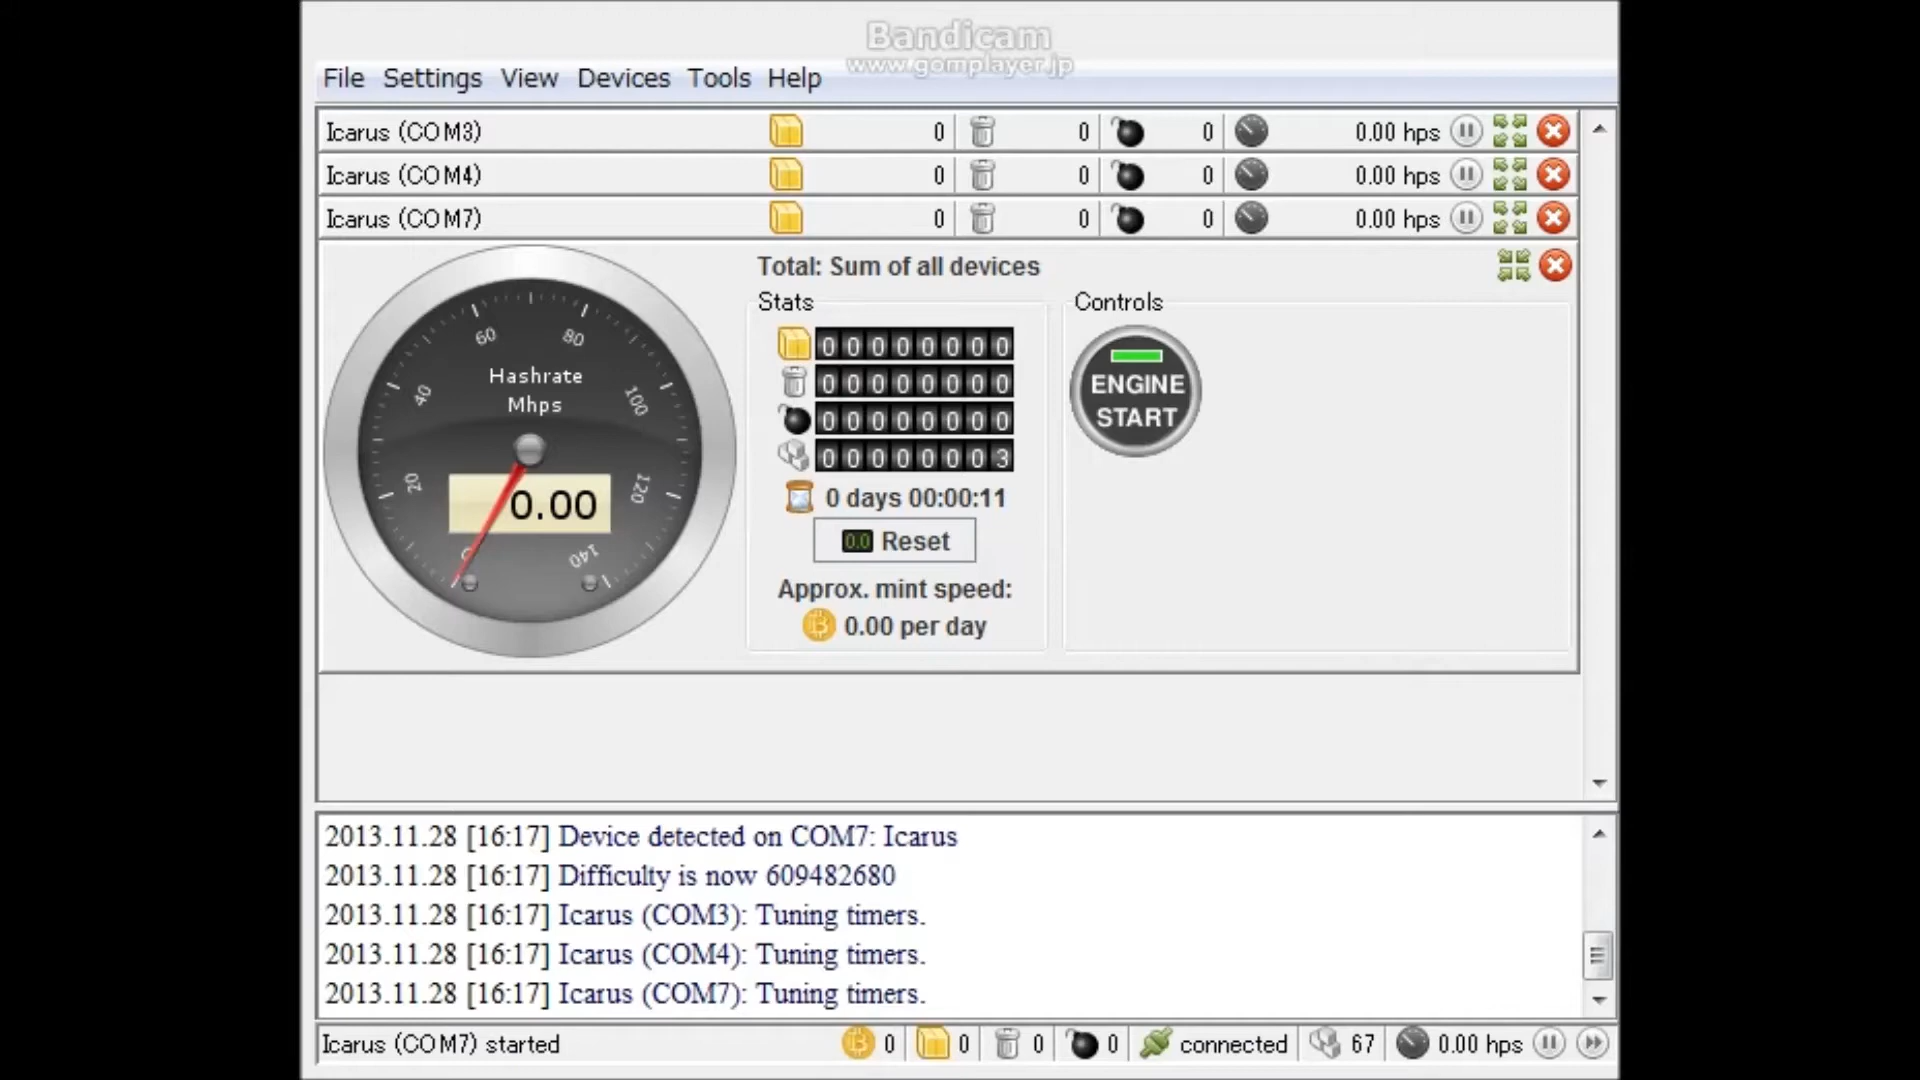 Bandicam
www.gomplayer.jp
File Settings View Devices Tools Help
Icarus (COM3) 0 0 0 0.00 hps
Icarus (COM4) 0 0 0 0.00 hps
Icarus (COM7) 0 0 0 0.00 hps
Total: Sum of all devices
Stats Controls
60 80
40 100
20 120
0 140
Hashrate
Mhps
0.00
00000000
00000000
00000000
00000003
0 days 00:00:11
0.0 Reset
Approx. mint speed:
0.00 per day
ENGINE
START
2013.11.28 [16:17] Device detected on COM7: Icarus
2013.11.28 [16:17] Difficulty is now 609482680
2013.11.28 [16:17] Icarus (COM3): Tuning timers.
2013.11.28 [16:17] Icarus (COM4): Tuning timers.
2013.11.28 [16:17] Icarus (COM7): Tuning timers.
Icarus (COM7) started 0 0 0 0 connected 67 0.00 hps